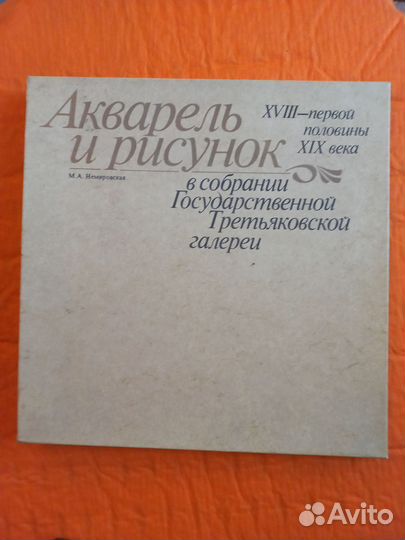 Акварель
и рисунок
XVIII—первой
половины
XIX века
М.А. Немировская
в собрании
Государственной
Третьяковской
галереи
Avito